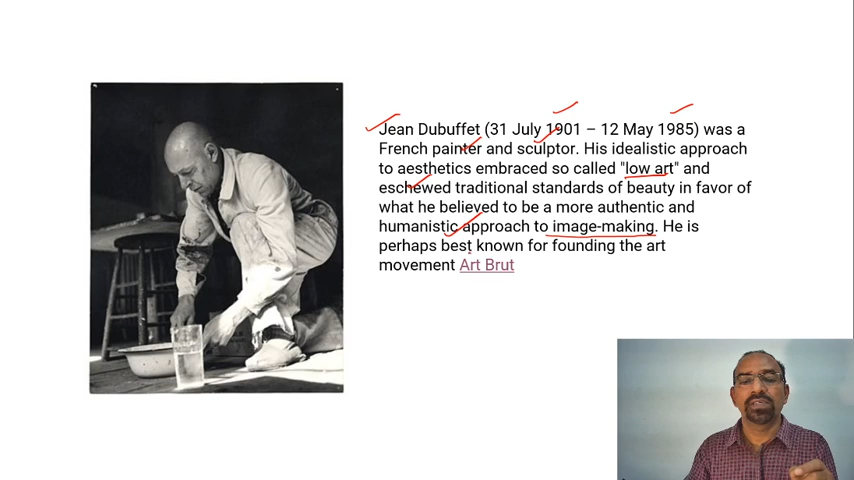 Jean Dubuffet (31 July 1901 – 12 May 1985) was a
French painter and sculptor. His idealistic approach
to aesthetics embraced so called "low art" and
eschewed traditional standards of beauty in favor of
what he believed to be a more authentic and
humanistic approach to image-making. He is
perhaps best known for founding the art
movement Art Brut